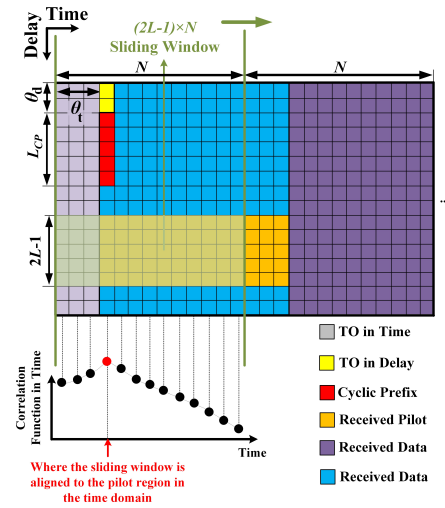 Time
Delay
(2L-1)×N
Sliding Window
N
N
θd
θt
LCP
2L-1
..
TO in Time
TO in Delay
Cyclic Prefix
Received Pilot
Received Data
Received Data
Correlation
Function in Time
Time
Where the sliding window is
aligned to the pilot region in
the time domain